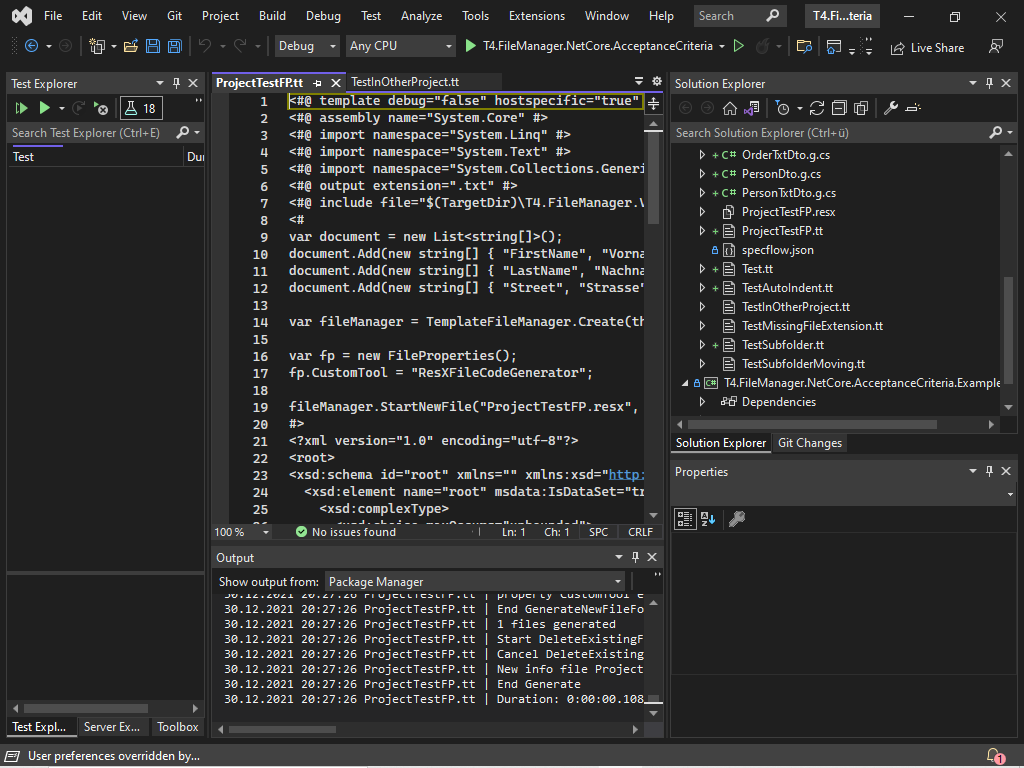 File Edit View Git Project Build Debug Test Analyze Tools Extensions Window Help Search T4.Fi...teria
Debug Any CPU T4.FileManager.NetCore.AcceptanceCriteria Live Share
Test Explorer
18
Search Test Explorer (Ctrl+E)
Test Dur
Test Expl... Server Ex... Toolbox
ProjectTestFP.tt TestInOtherProject.tt
1 <#@ template debug="false" hostspecific="true"
2 <#@ assembly name="System.Core" #>
3 <#@ import namespace="System.Linq" #>
4 <#@ import namespace="System.Text" #>
5 <#@ import namespace="System.Collections.Generi
6 <#@ output extension=".txt" #>
7 <#@ include file="$(TargetDir)\T4.FileManager.V
8 <#
9 var document = new List<string[]>();
10 document.Add(new string[] { "FirstName", "Vorna
11 document.Add(new string[] { "LastName", "Nachna
12 document.Add(new string[] { "Street", "Strasse"
13
14 var fileManager = TemplateFileManager.Create(th
15
16 var fp = new FileProperties();
17 fp.CustomTool = "ResXFileCodeGenerator";
18
19 fileManager.StartNewFile("ProjectTestFP.resx",
20 #>
21 <?xml version="1.0" encoding="utf-8"?>
22 <root>
23 <xsd:schema id="root" xmlns="" xmlns:xsd="http:
24 <xsd:element name="root" msdata:IsDataSet="tr
25 <xsd:complexType>
100 % No issues found Ln: 1 Ch: 1 SPC CRLF
Output
Show output from: Package Manager
30.12.2021 20:27:26 ProjectTestFP.tt | property CustomTool e
30.12.2021 20:27:26 ProjectTestFP.tt | End GenerateNewFileFo
30.12.2021 20:27:26 ProjectTestFP.tt | 1 files generated
30.12.2021 20:27:26 ProjectTestFP.tt | Start DeleteExistingF
30.12.2021 20:27:26 ProjectTestFP.tt | Cancel DeleteExisting
30.12.2021 20:27:26 ProjectTestFP.tt | New info file Project
30.12.2021 20:27:26 ProjectTestFP.tt | End Generate
30.12.2021 20:27:26 ProjectTestFP.tt | Duration: 0:00:00.108
Solution Explorer
Search Solution Explorer (Ctrl+ü)
+ C# OrderTxtDto.g.cs
+ C# PersonDto.g.cs
+ C# PersonTxtDto.g.cs
ProjectTestFP.resx
+ ProjectTestFP.tt
specflow.json
+ Test.tt
+ TestAutoIndent.tt
TestInOtherProject.tt
TestMissingFileExtension.tt
+ TestSubfolder.tt
TestSubfolderMoving.tt
C# T4.FileManager.NetCore.AcceptanceCriteria.Example
Dependencies
Solution Explorer Git Changes
Properties
User preferences overridden by... 1